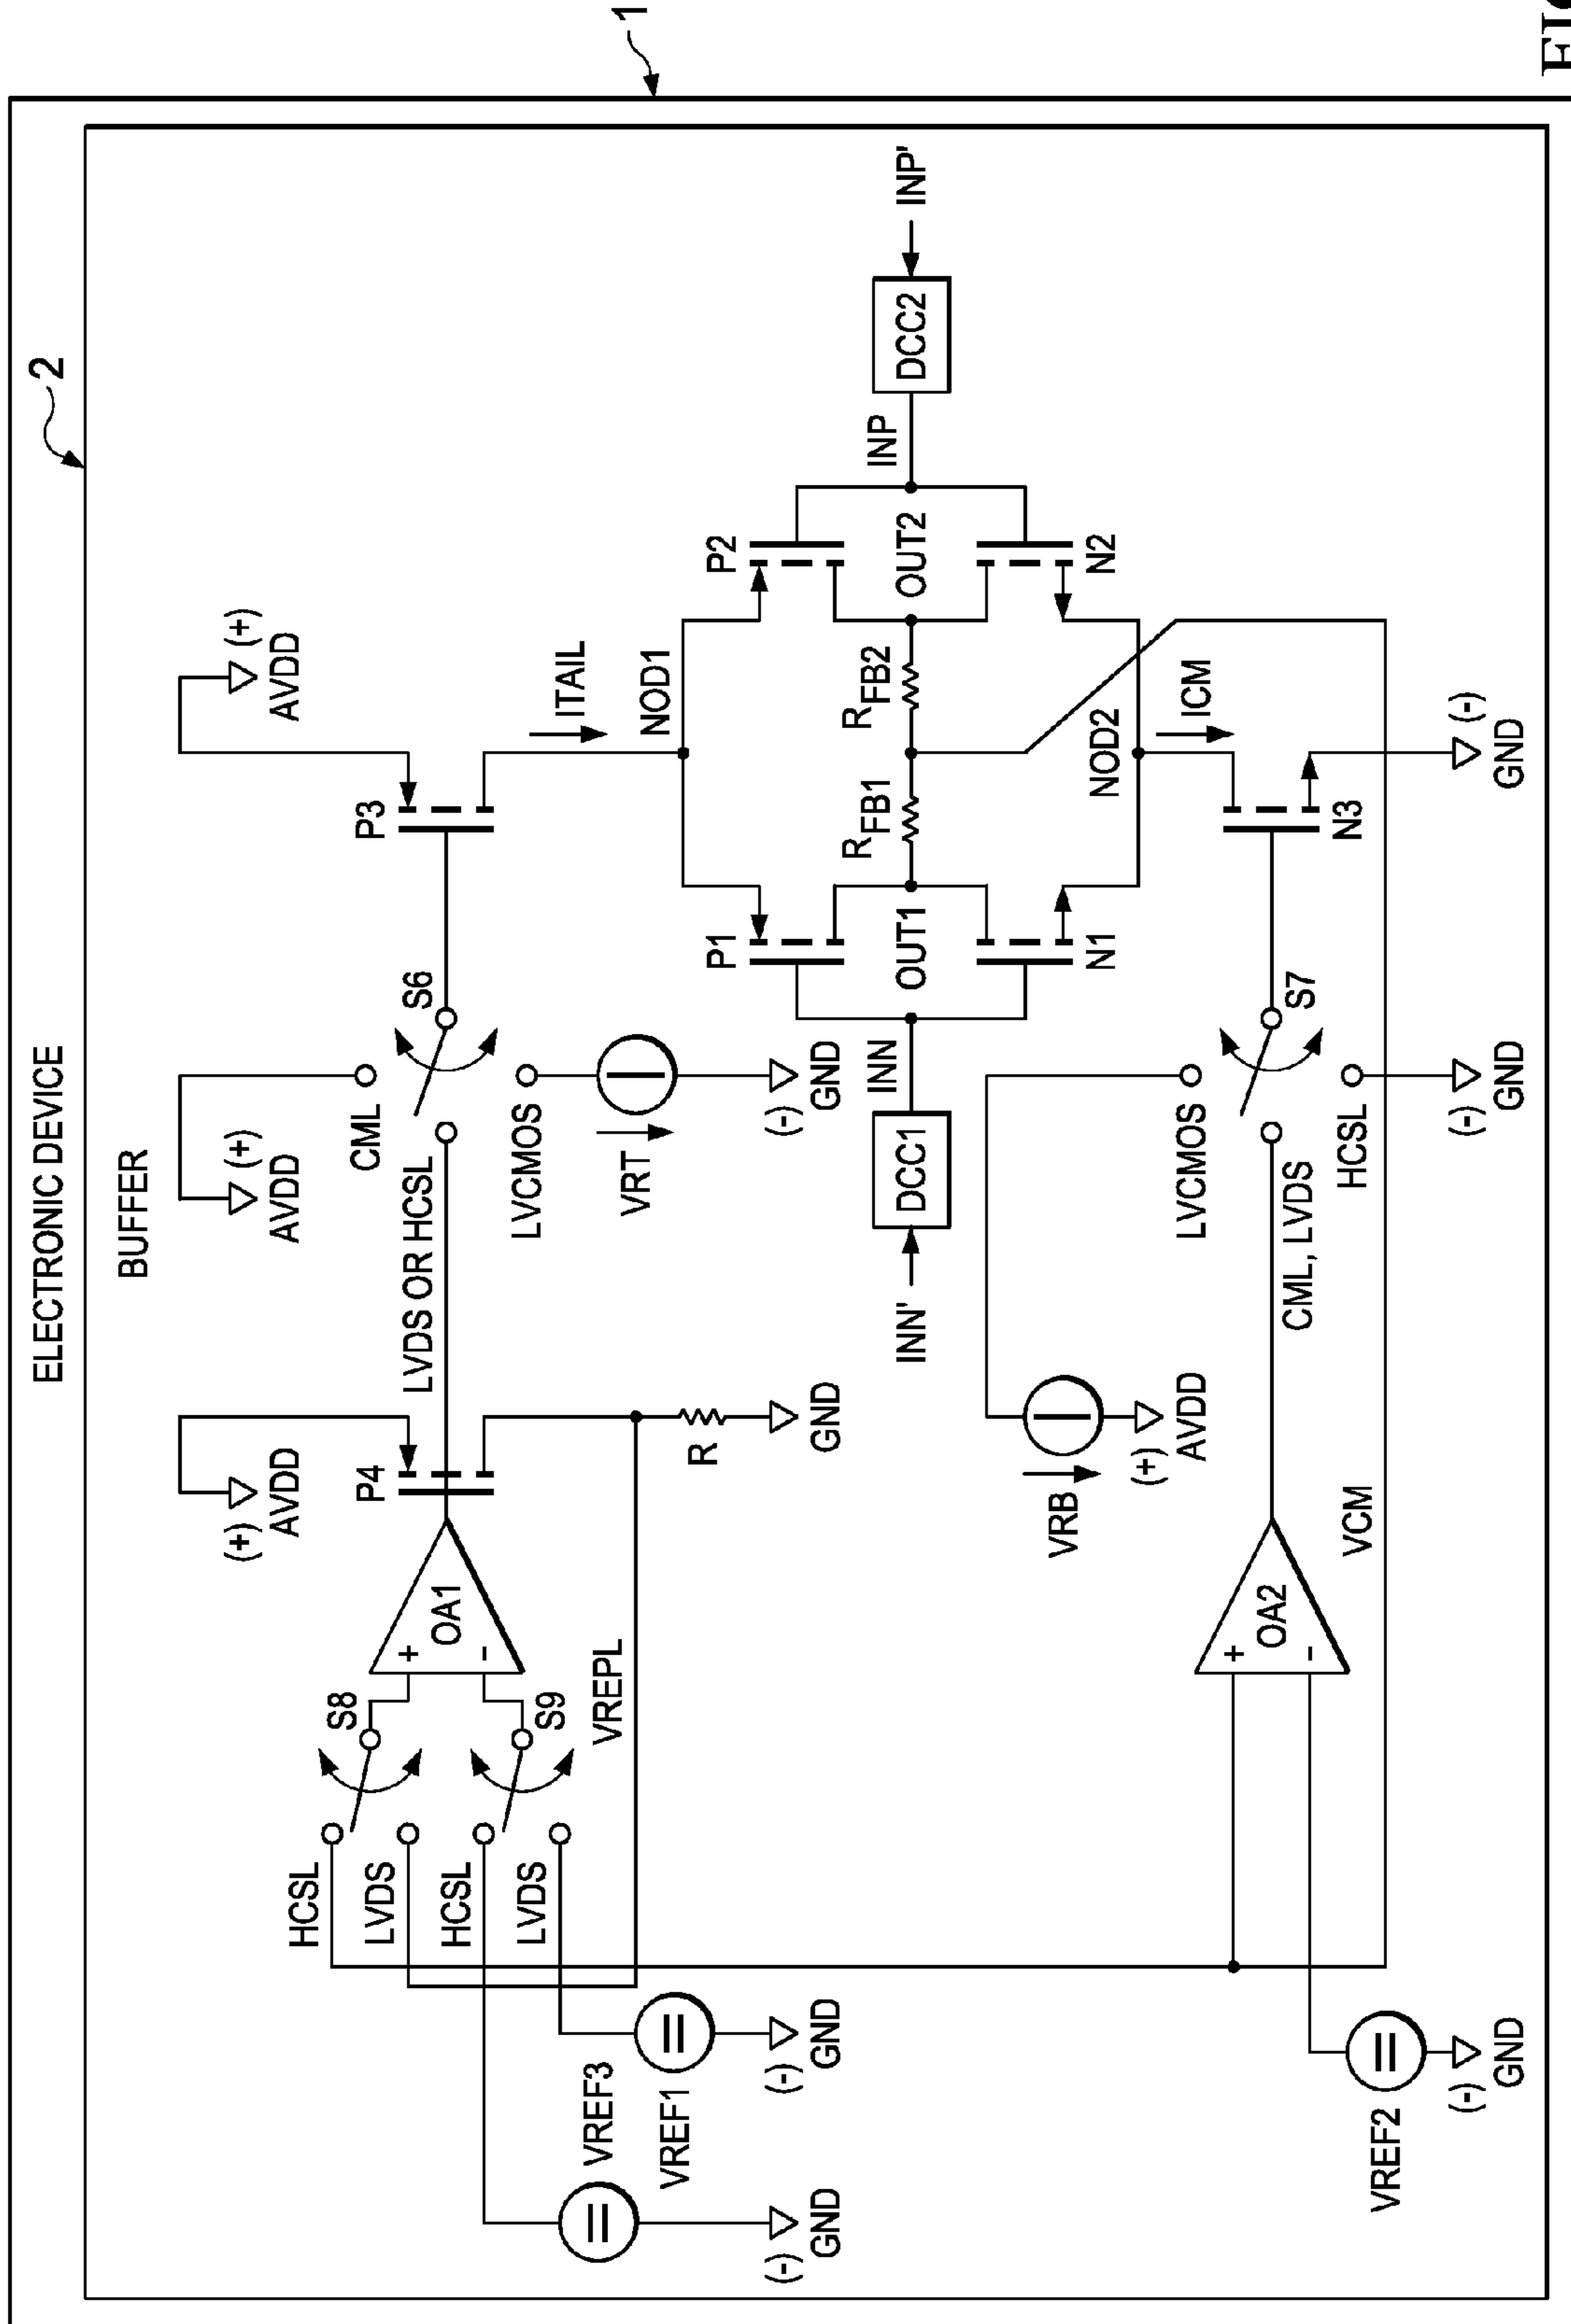 ELECTRONIC DEVICE
1
2
BUFFER
(+)
AVDD
(+)
AVDD
(+)
AVDD
P4
P3
CML
S6
ITAIL
HCSL
S8
LVDS
HCSL
S9
LVDS
+
OA1
-
LVDS OR HCSL
LVCMOS
VRT
(-)
GND
NOD1
VREPL
R
GND
VREF3
VREF1
(-)
GND
(-)
GND
P1
P2
INN'
DCC1
INN
OUT1
RFB1
RFB2
OUT2
INP
DCC2
INP'
N1
N2
NOD2
VRB
(+)
AVDD
LVCMOS
S7
CML, LVDS
HCSL
(-)
GND
ICM
N3
(-)
GND
+
OA2
-
VCM
VREF2
(-)
GND